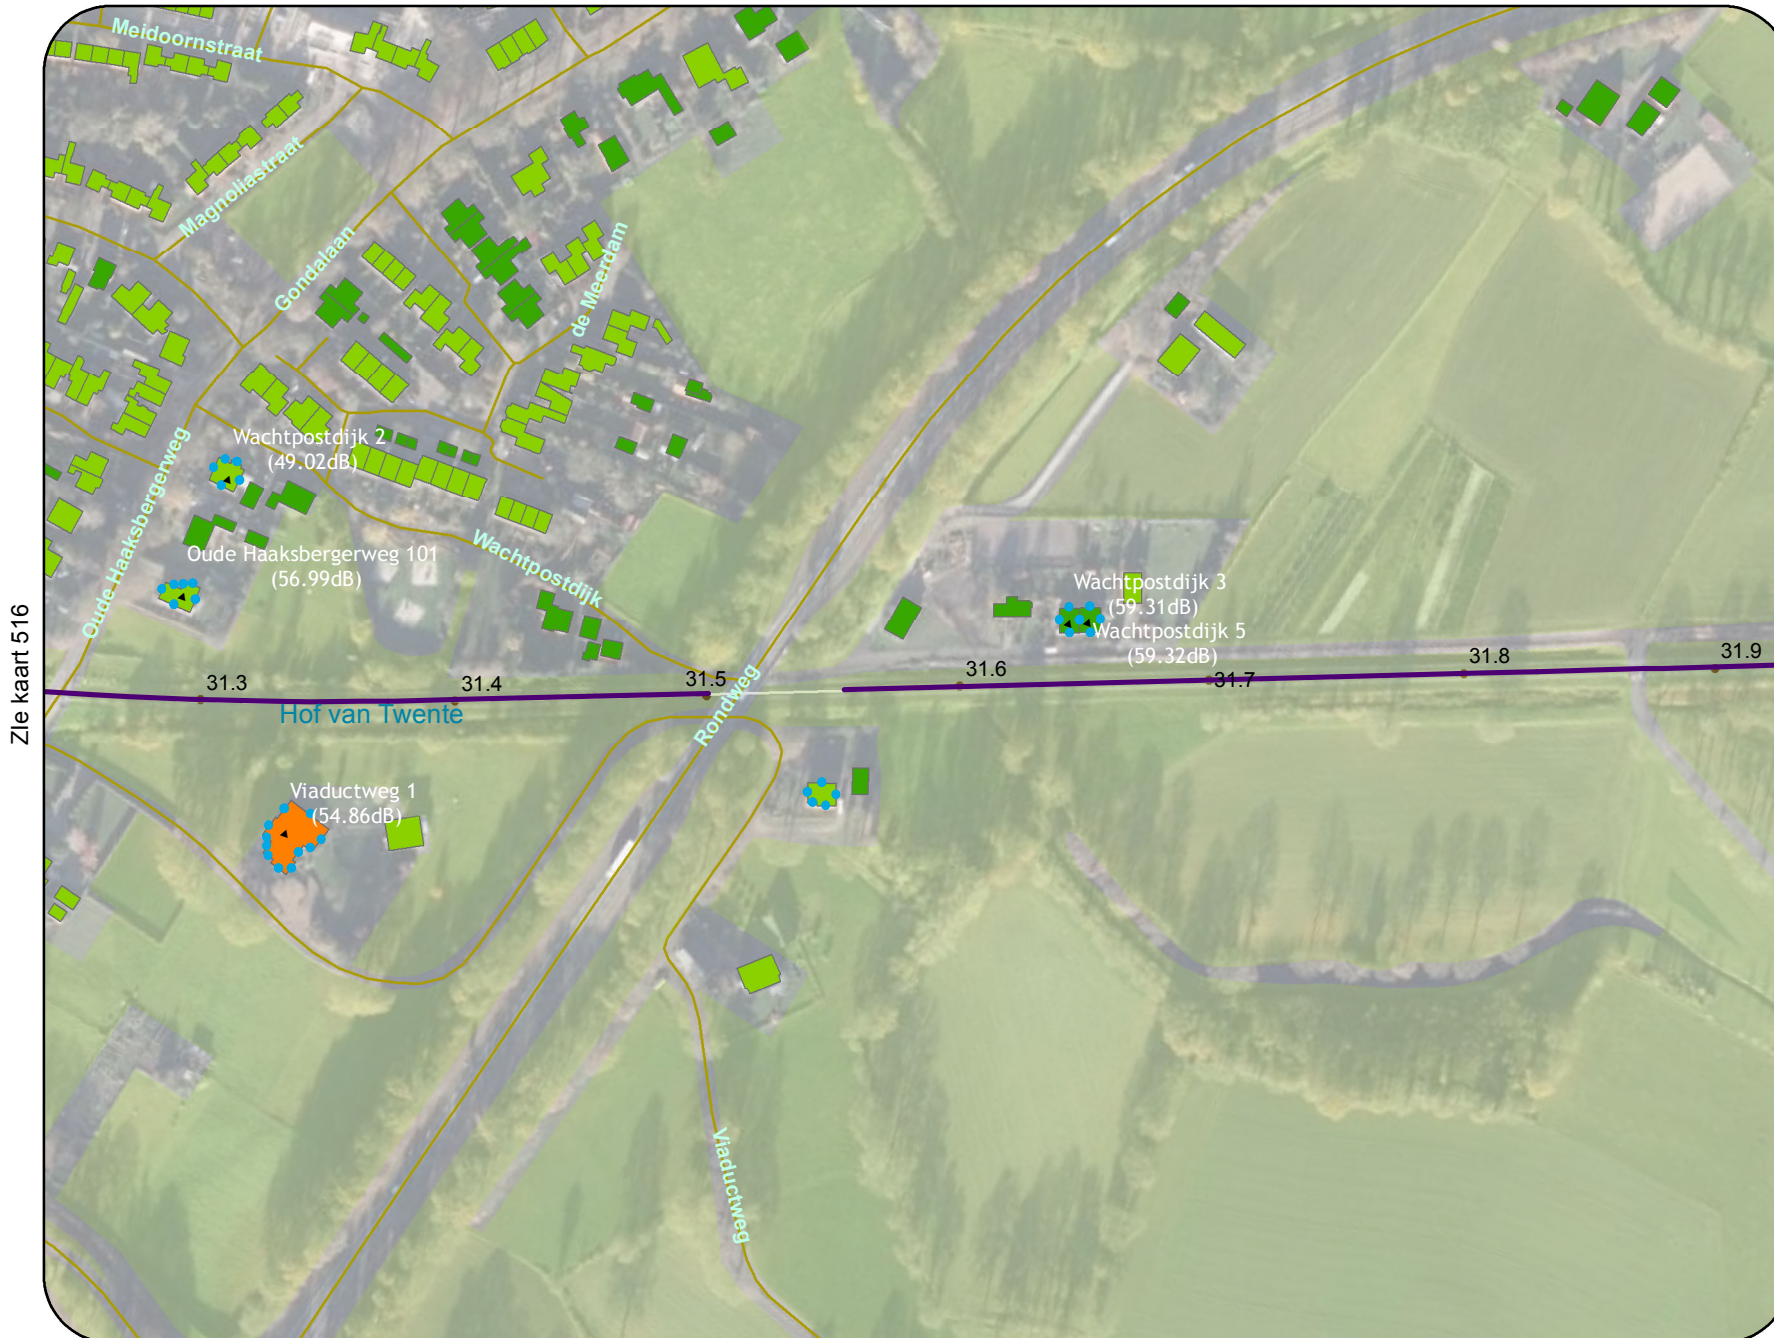 Meidoornstraat
Magnoliastraat
Gondalaan
de Meerdam
Wachtpostdijk 2
(49.02dB)
Oude Haaksbergerweg
Oude Haaksbergerweg 101
(56.99dB)
Wachtpostdijk
Wachtpostdijk 3
(59.31dB)
Wachtpostdijk 5
(59.32dB)
ZIe kaart 516
31.3
31.4
31.5
31.6
31.7
31.8
31.9
Rondweg
Hof van Twente
Viaductweg 1
(54.86dB)
Viaductweg